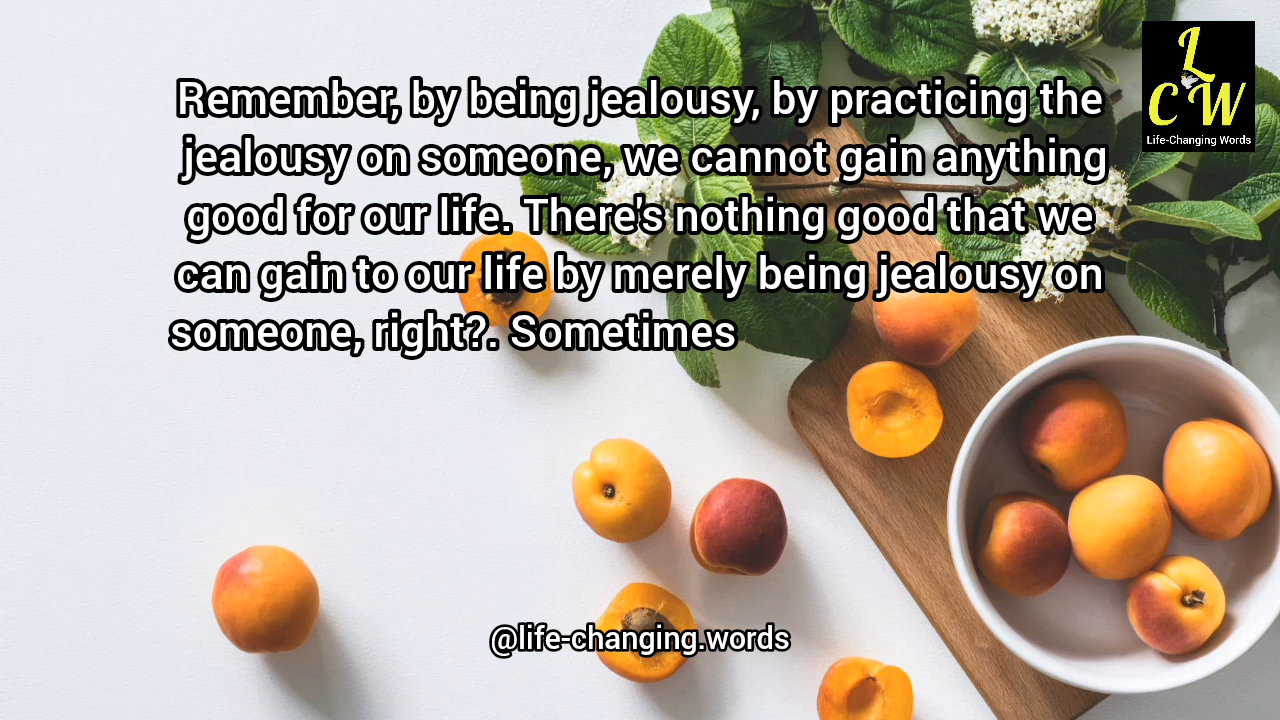 Remember, by being jealousy, by practicing the
jealousy on someone, we cannot gain anything
good for our life. There's nothing good that we
can gain to our life by merely being jealousy on
someone, right?. Sometimes
L
C W
Life-Changing Words
@life-changing.words